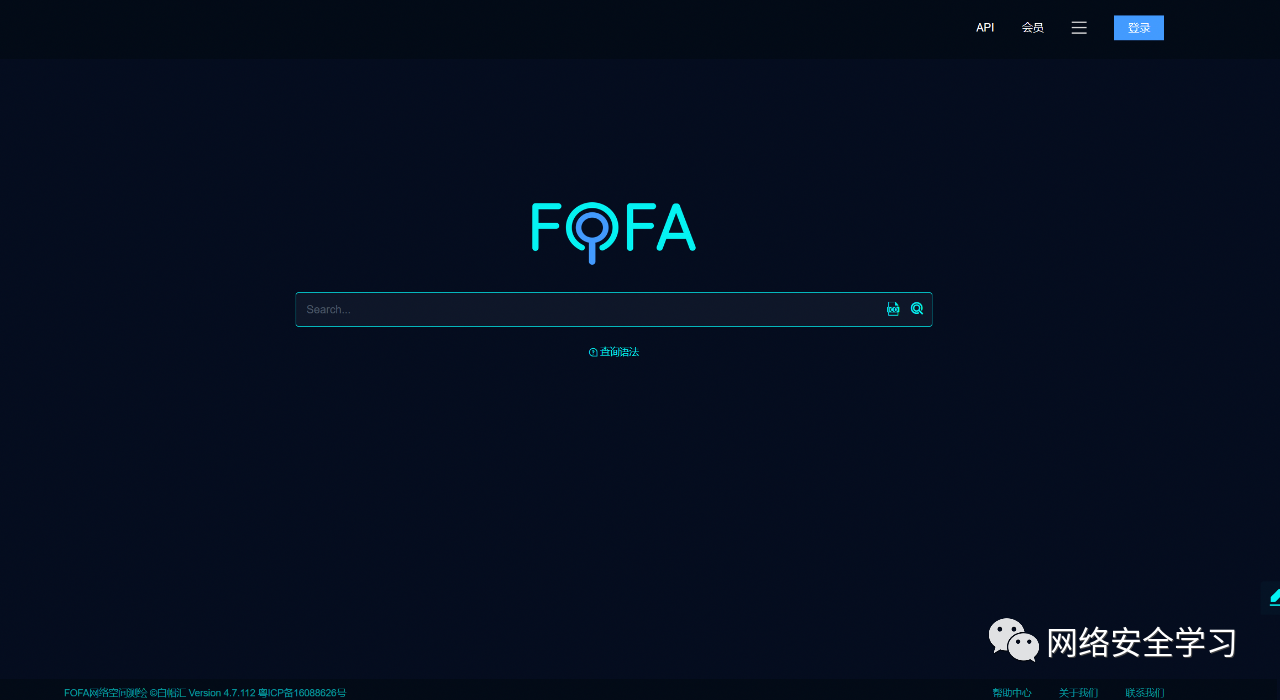 API 会员 登录
FOFA
Search...
查询语法
网络安全学习
FOFA网络空间测绘 ©白帽汇 Version 4.7.112 粤ICP备16088626号 帮助中心 关于我们 联系我们